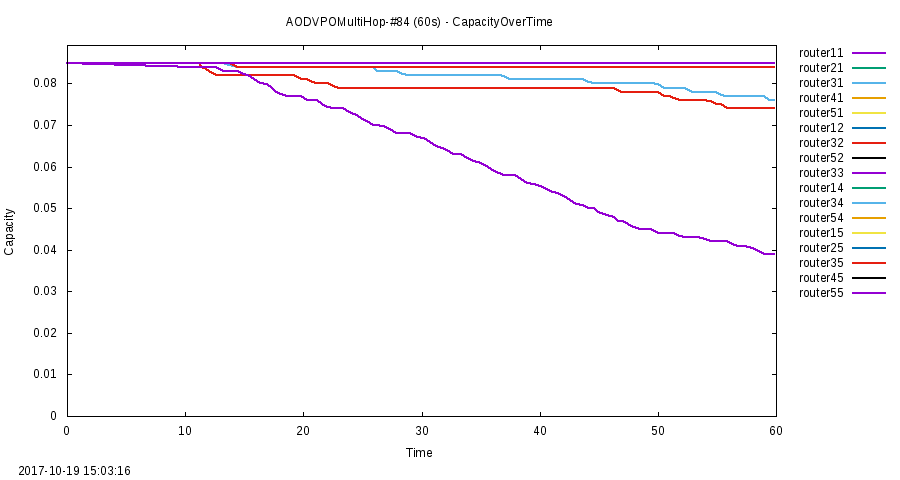 AODVPOMultiHop-#84 (60s) - CapacityOverTime
router11
router21
router31
router41
router51
router12
router32
router52
router33
router14
router34
router54
router15
router25
router35
router45
router55
Capacity
0.08
0.07
0.06
0.05
0.04
0.03
0.02
0.01
0
0 10 20 30 40 50 60
Time
2017-10-19 15:03:16